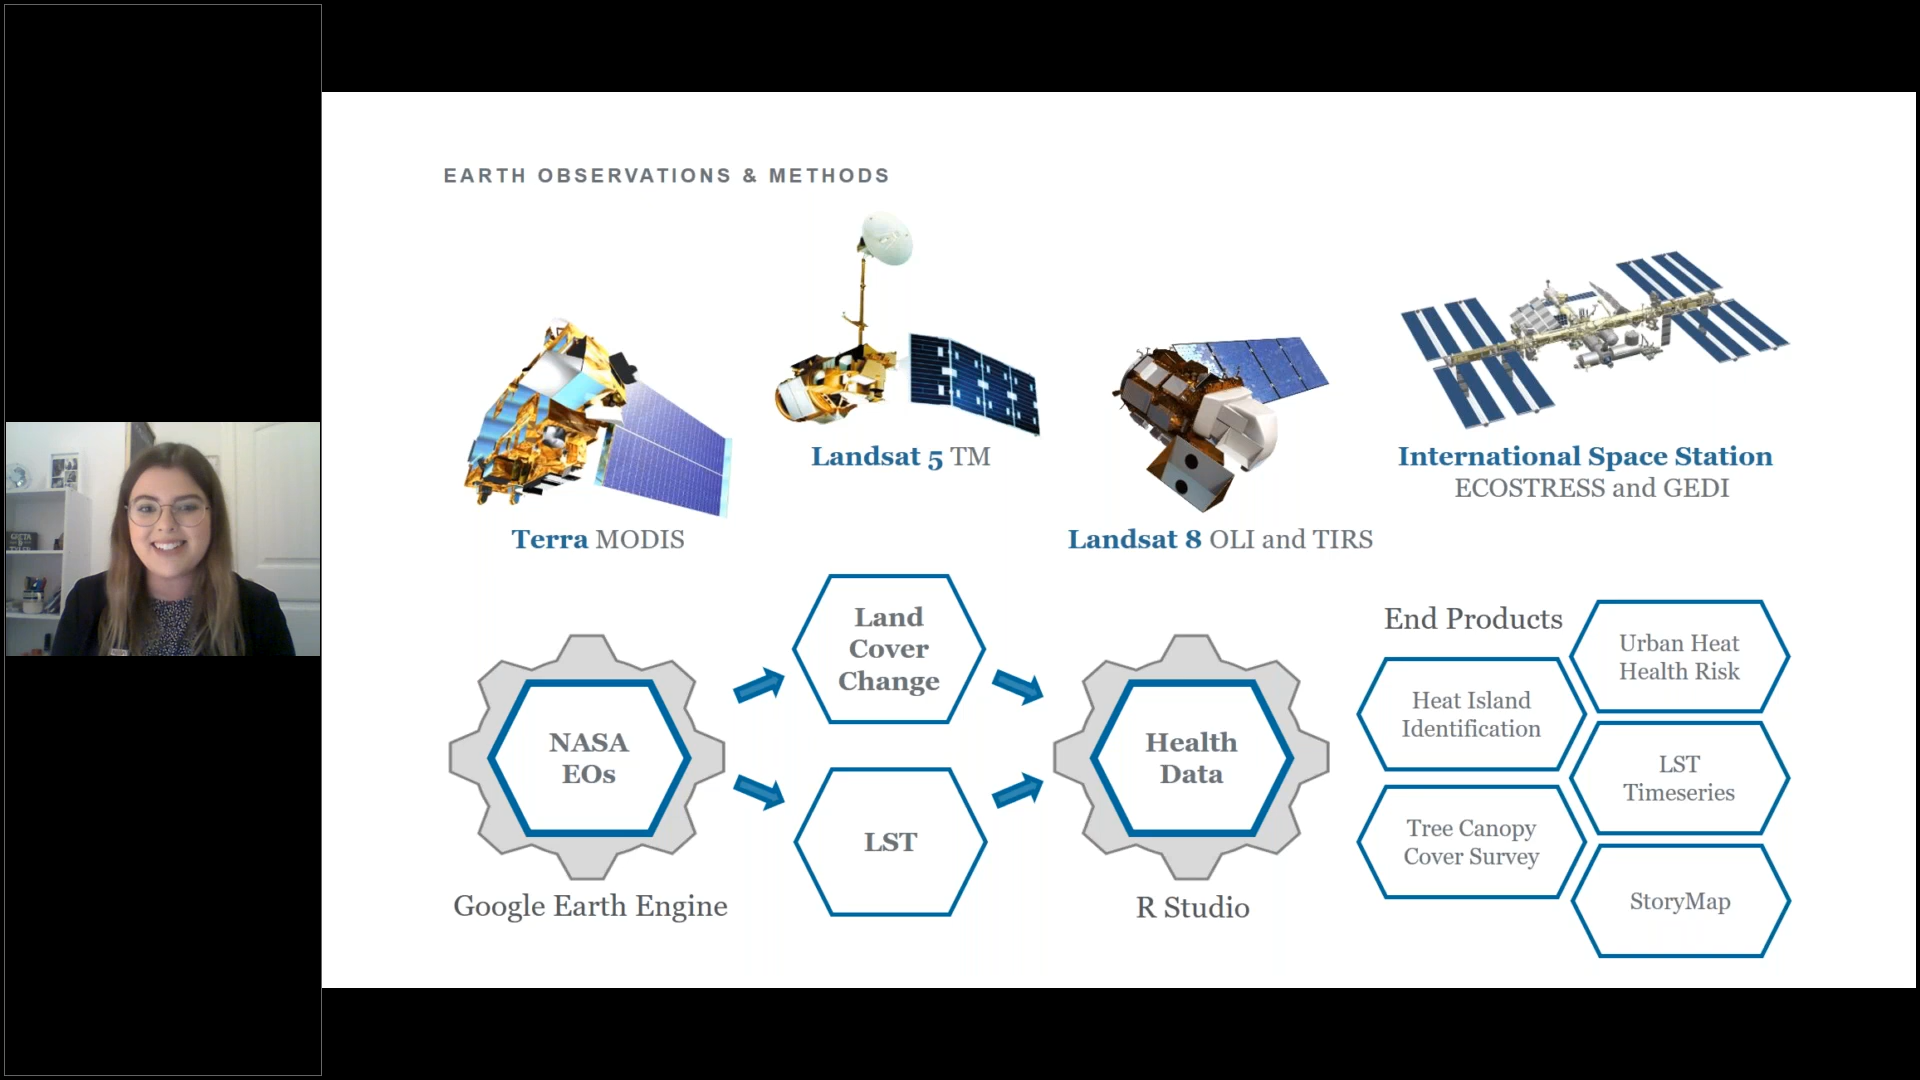 EARTH OBSERVATIONS & METHODS
Terra MODIS
Landsat 5 TM
Landsat 8 OLI and TIRS
International Space Station
ECOSTRESS and GEDI
NASA
EOs
Google Earth Engine
Land
Cover
Change
LST
Health
Data
R Studio
End Products
Heat Island
Identification
Tree Canopy
Cover Survey
Urban Heat
Health Risk
LST
Timeseries
StoryMap